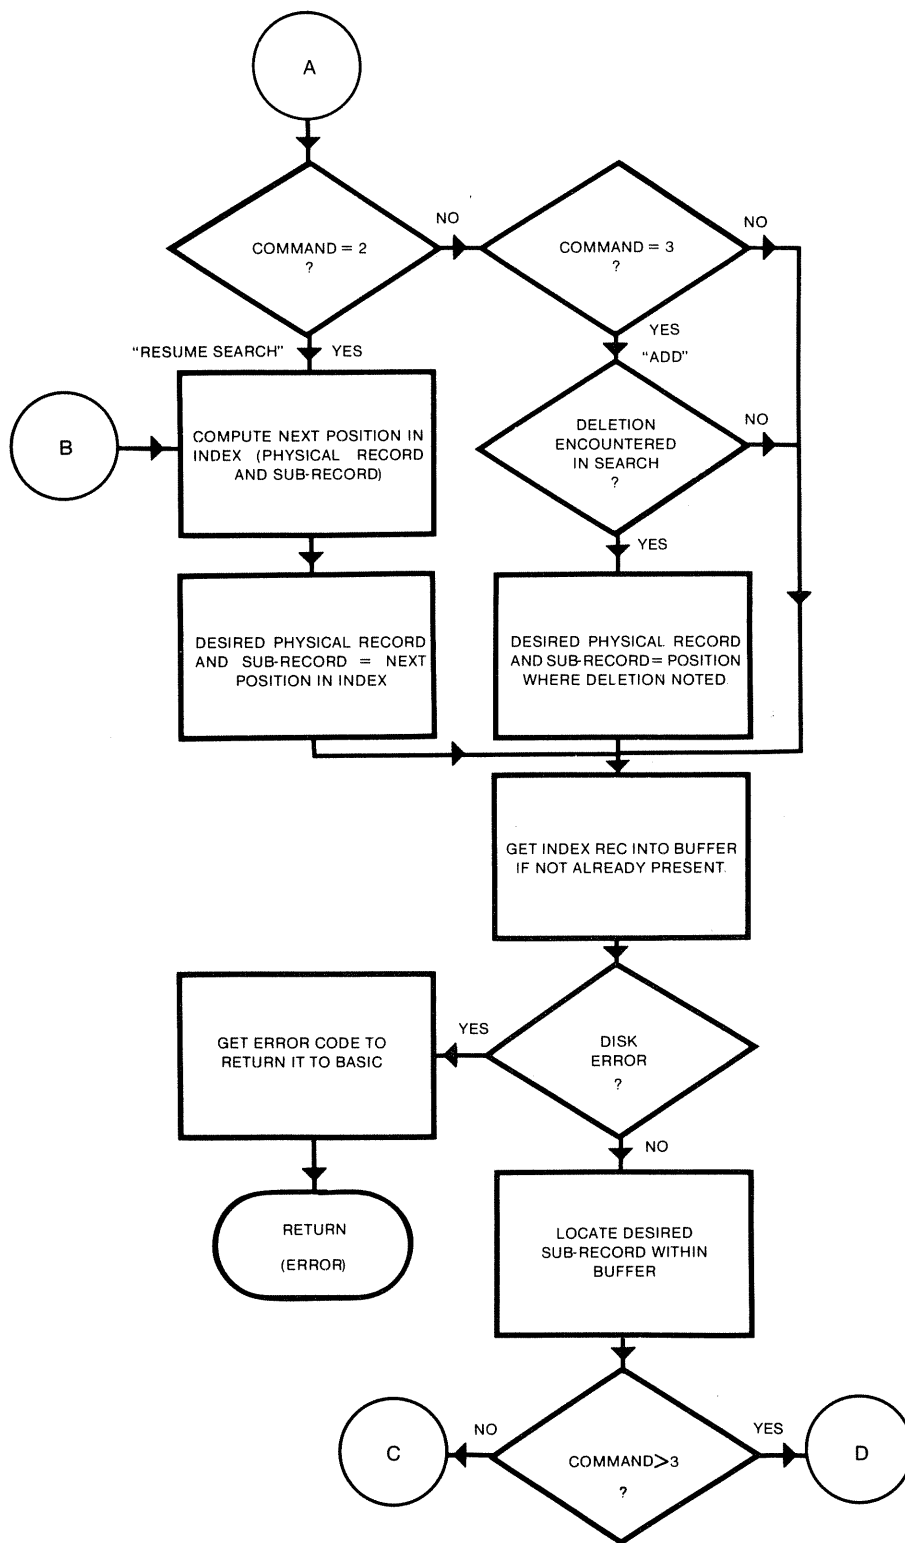 A
COMMAND = 2
?
NO
COMMAND = 3
?
NO
"RESUME SEARCH"
YES
YES
"ADD"
B
COMPUTE NEXT POSITION IN
INDEX (PHYSICAL RECORD
AND SUB-RECORD)
DELETION
ENCOUNTERED
IN SEARCH
?
NO
YES
DESIRED PHYSICAL RECORD
AND SUB-RECORD = NEXT
POSITION IN INDEX
DESIRED PHYSICAL RECORD
AND SUB-RECORD = POSITION
WHERE DELETION NOTED.
GET INDEX REC INTO BUFFER
IF NOT ALREADY PRESENT.
GET ERROR CODE TO
RETURN IT TO BASIC
YES
DISK
ERROR
?
NO
RETURN
(ERROR)
LOCATE DESIRED
SUB-RECORD WITHIN
BUFFER
C
NO
COMMAND>3
?
YES
D